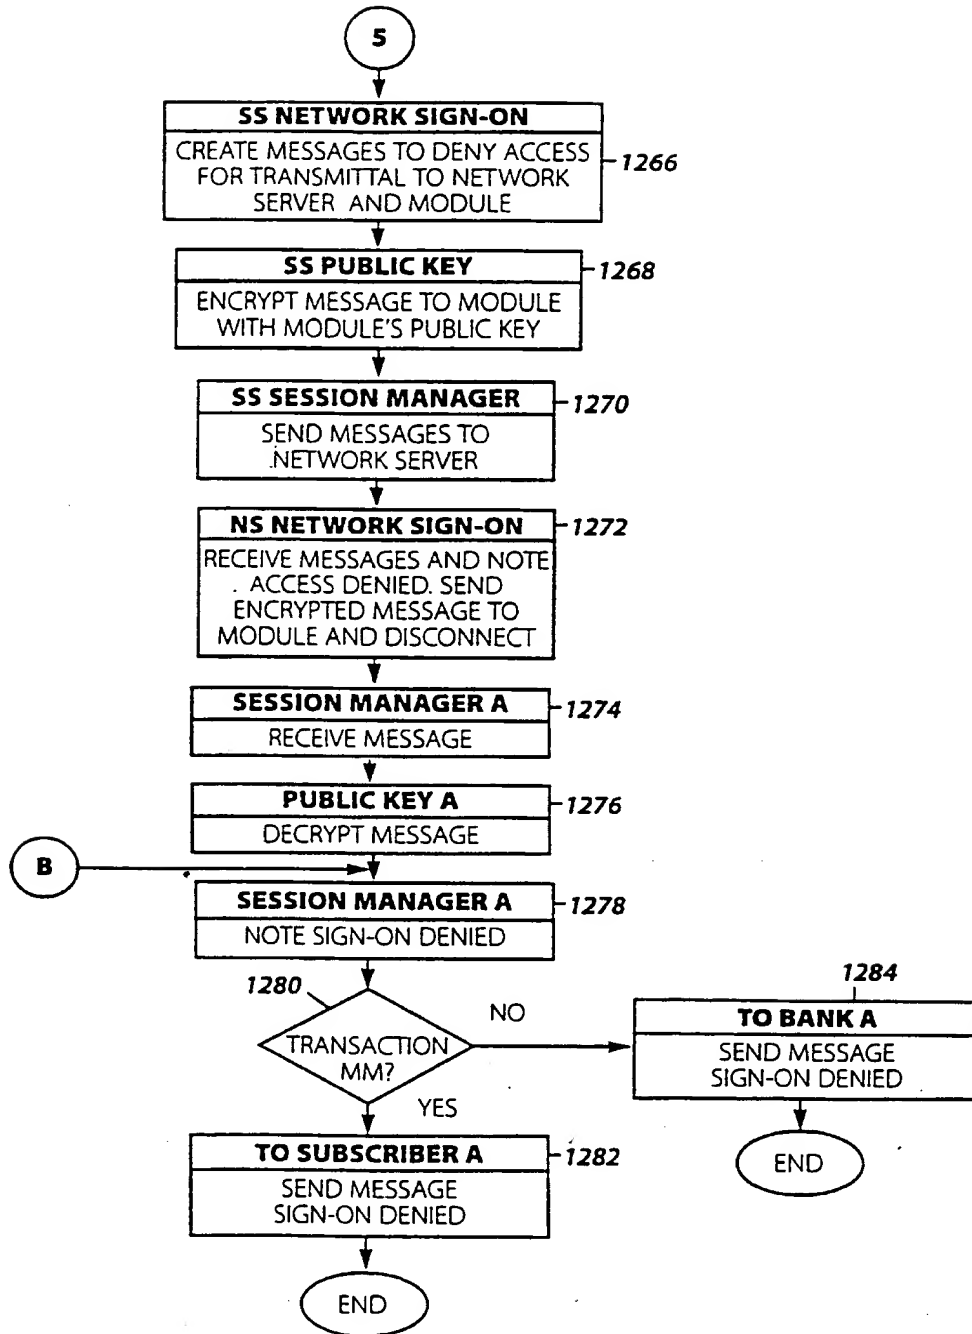 5
SS NETWORK SIGN-ON
CREATE MESSAGES TO DENY ACCESS
FOR TRANSMITTAL TO NETWORK
SERVER AND MODULE
1266
SS PUBLIC KEY
1268
ENCRYPT MESSAGE TO MODULE
WITH MODULE'S PUBLIC KEY
SS SESSION MANAGER
1270
SEND MESSAGES TO
NETWORK SERVER
NS NETWORK SIGN-ON
1272
RECEIVE MESSAGES AND NOTE
ACCESS DENIED. SEND
ENCRYPTED MESSAGE TO
MODULE AND DISCONNECT
SESSION MANAGER A
1274
RECEIVE MESSAGE
PUBLIC KEY A
1276
DECRYPT MESSAGE
B
SESSION MANAGER A
1278
NOTE SIGN-ON DENIED
1280
TRANSACTION
MM?
NO
YES
1284
TO BANK A
SEND MESSAGE
SIGN-ON DENIED
END
TO SUBSCRIBER A
1282
SEND MESSAGE
SIGN-ON DENIED
END